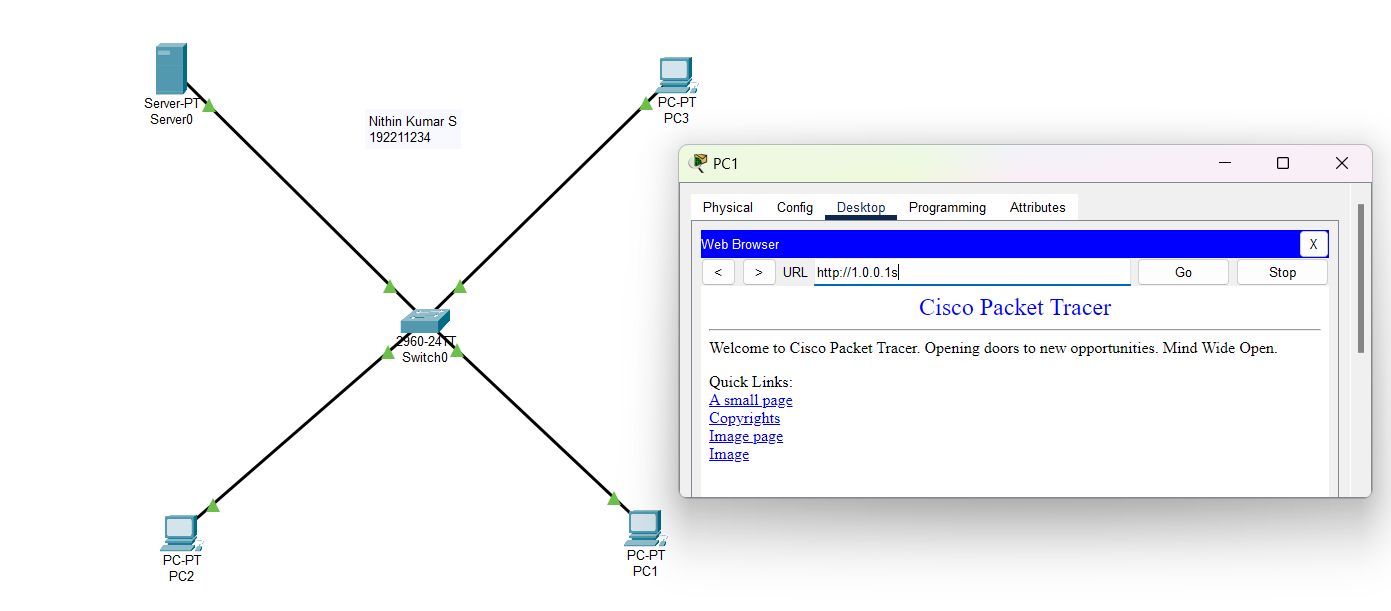 Server-PT
Server0
Nithin Kumar S
192211234
PC-PT
PC3
2960-24TT
Switch0
PC-PT
PC2
PC-PT
PC1
PC1
Physical Config Desktop Programming Attributes
Web Browser X
< > URL http://1.0.0.1s Go Stop
Cisco Packet Tracer
Welcome to Cisco Packet Tracer. Opening doors to new opportunities. Mind Wide Open.
Quick Links:
A small page
Copyrights
Image page
Image